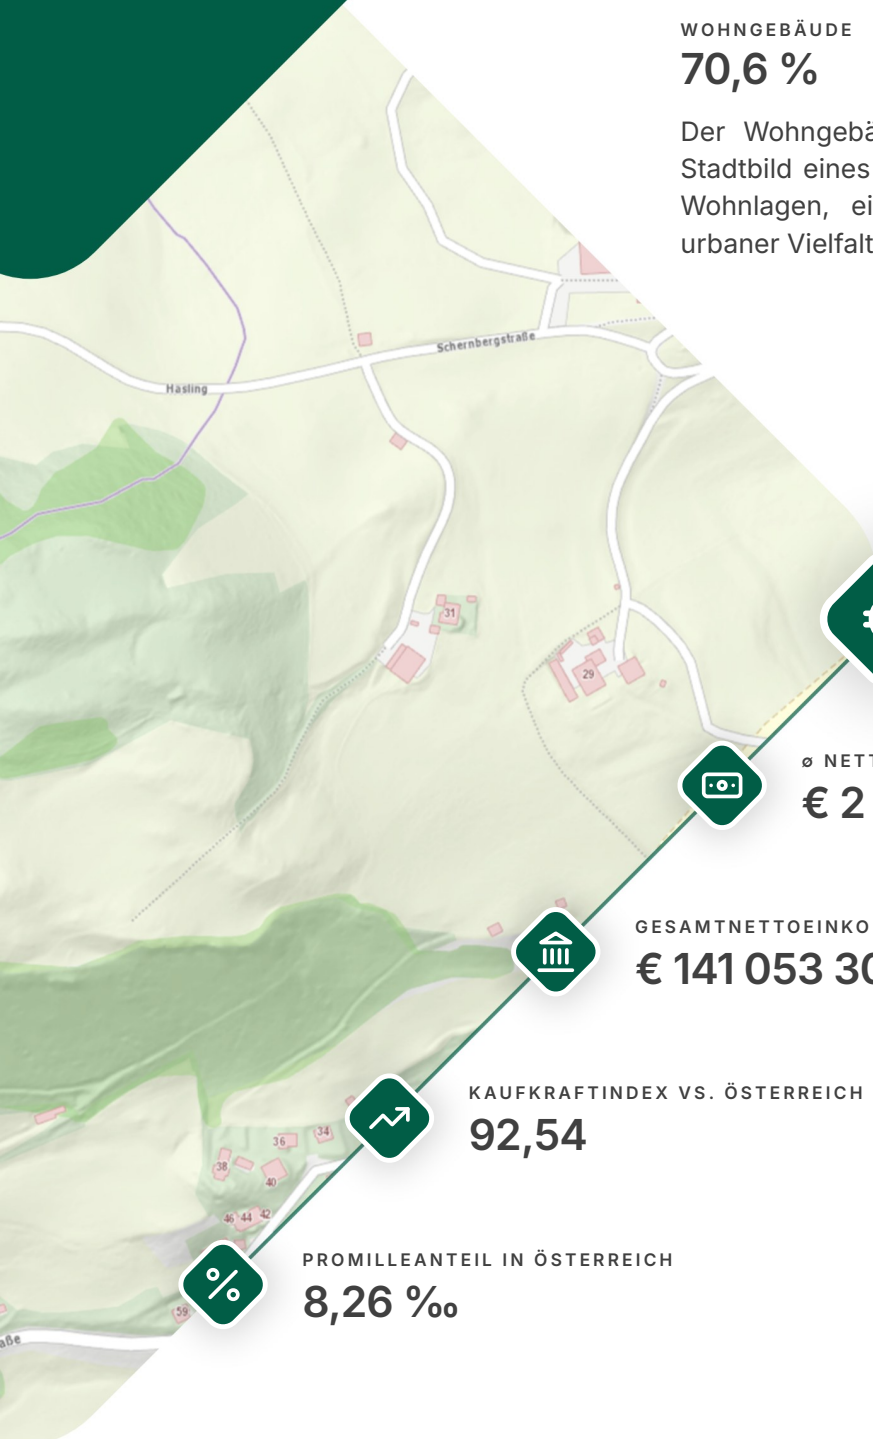 WOHNGEBÄUDE
70,6 %
Der Wohngebä
Stadtbild eines
Wohnlagen, ei
urbaner Vielfalt
Schernbergstraße
Hasling
31
29
ø NETT
€ 2
GESAMTNETTOEINKO
€ 141 053 30
KAUFKRAFTINDEX VS. ÖSTERREICH
92,54
34
36
38
40
46 44 42
PROMILLEANTEIL IN ÖSTERREICH
8,26 ‰
59
aße